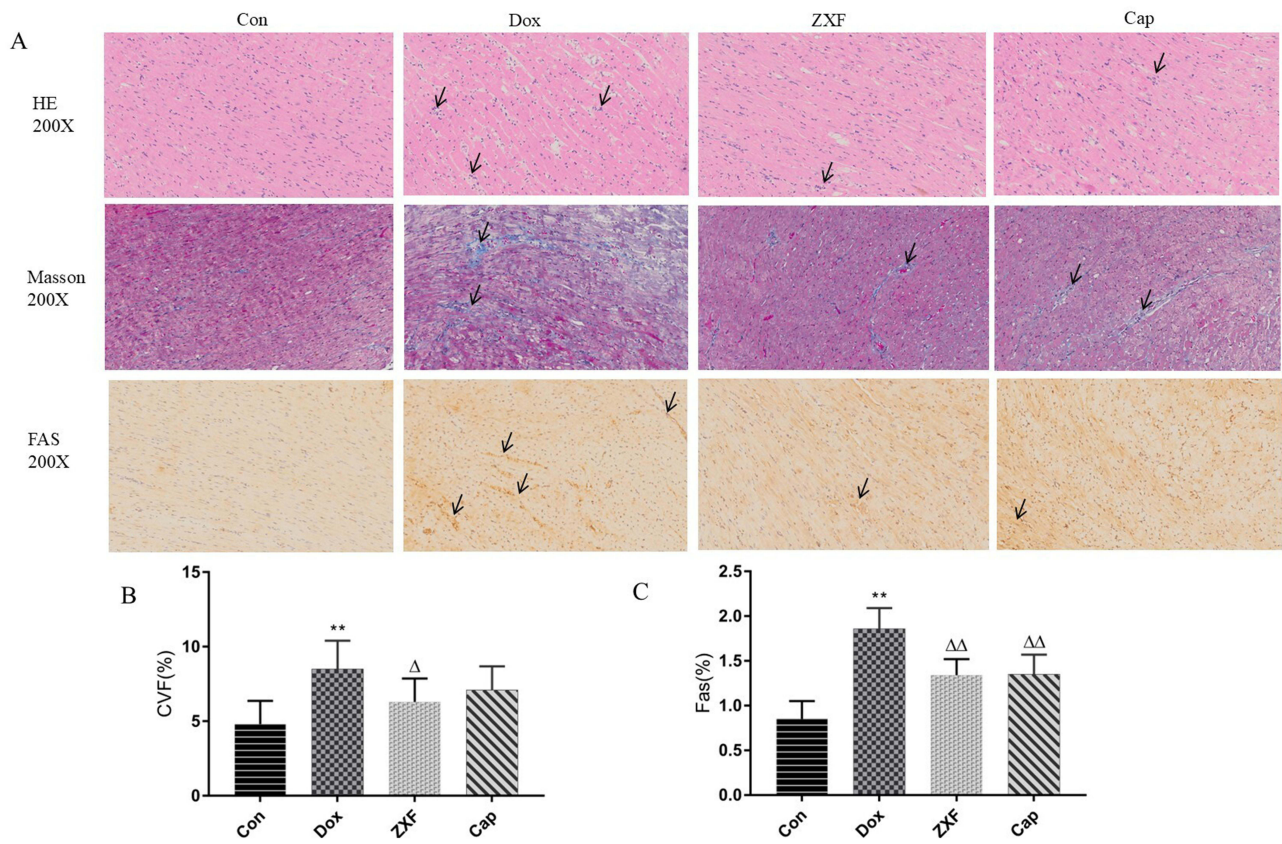 Con Dox ZXF Cap
A
HE
200X
Masson
200X
FAS
200X
B
CVF(%)
15
10
5
0
**
Δ
Con Dox ZXF Cap
C
Fas(%)
2.5
2.0
1.5
1.0
0.5
0.0
**
ΔΔ ΔΔ
Con Dox ZXF Cap